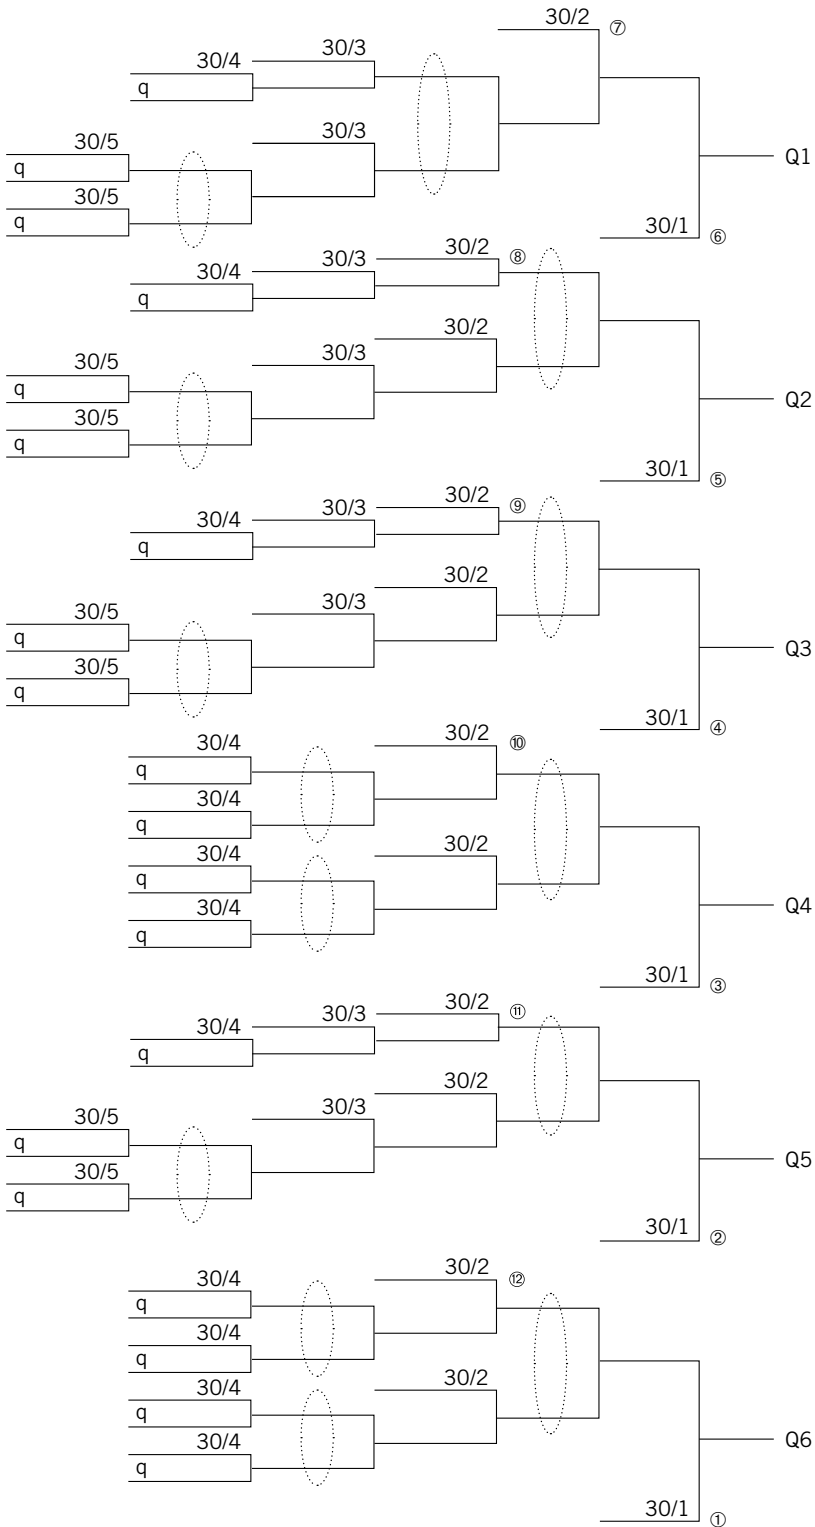 30/2 ⑦
30/3
30/4
q
30/3
30/5
q
Q1
30/5
q
30/1 ⑥
30/2 ⑧
30/3
30/4
q
30/2
30/3
30/5
q
Q2
30/5
q
30/1 ⑤
30/2 ⑨
30/3
30/4
q
30/2
30/3
30/5
q
Q3
30/5
q
30/1 ④
30/2 ⑩
30/4
q
30/4
q
30/2
30/4
q
Q4
30/4
q
30/1 ③
30/2 ⑪
30/3
30/4
q
30/2
30/3
30/5
q
Q5
30/5
q
30/1 ②
30/2 ⑫
30/4
q
30/4
q
30/2
30/4
q
Q6
30/4
q
30/1 ①